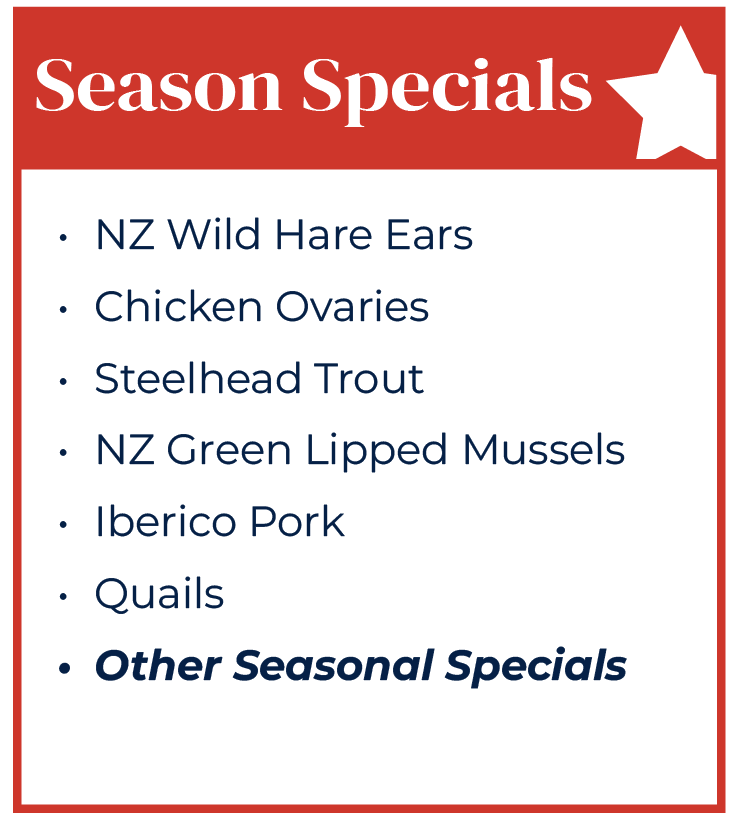 Season Specials
• NZ Wild Hare Ears
• Chicken Ovaries
• Steelhead Trout
• NZ Green Lipped Mussels
• Iberico Pork
• Quails
• Other Seasonal Specials